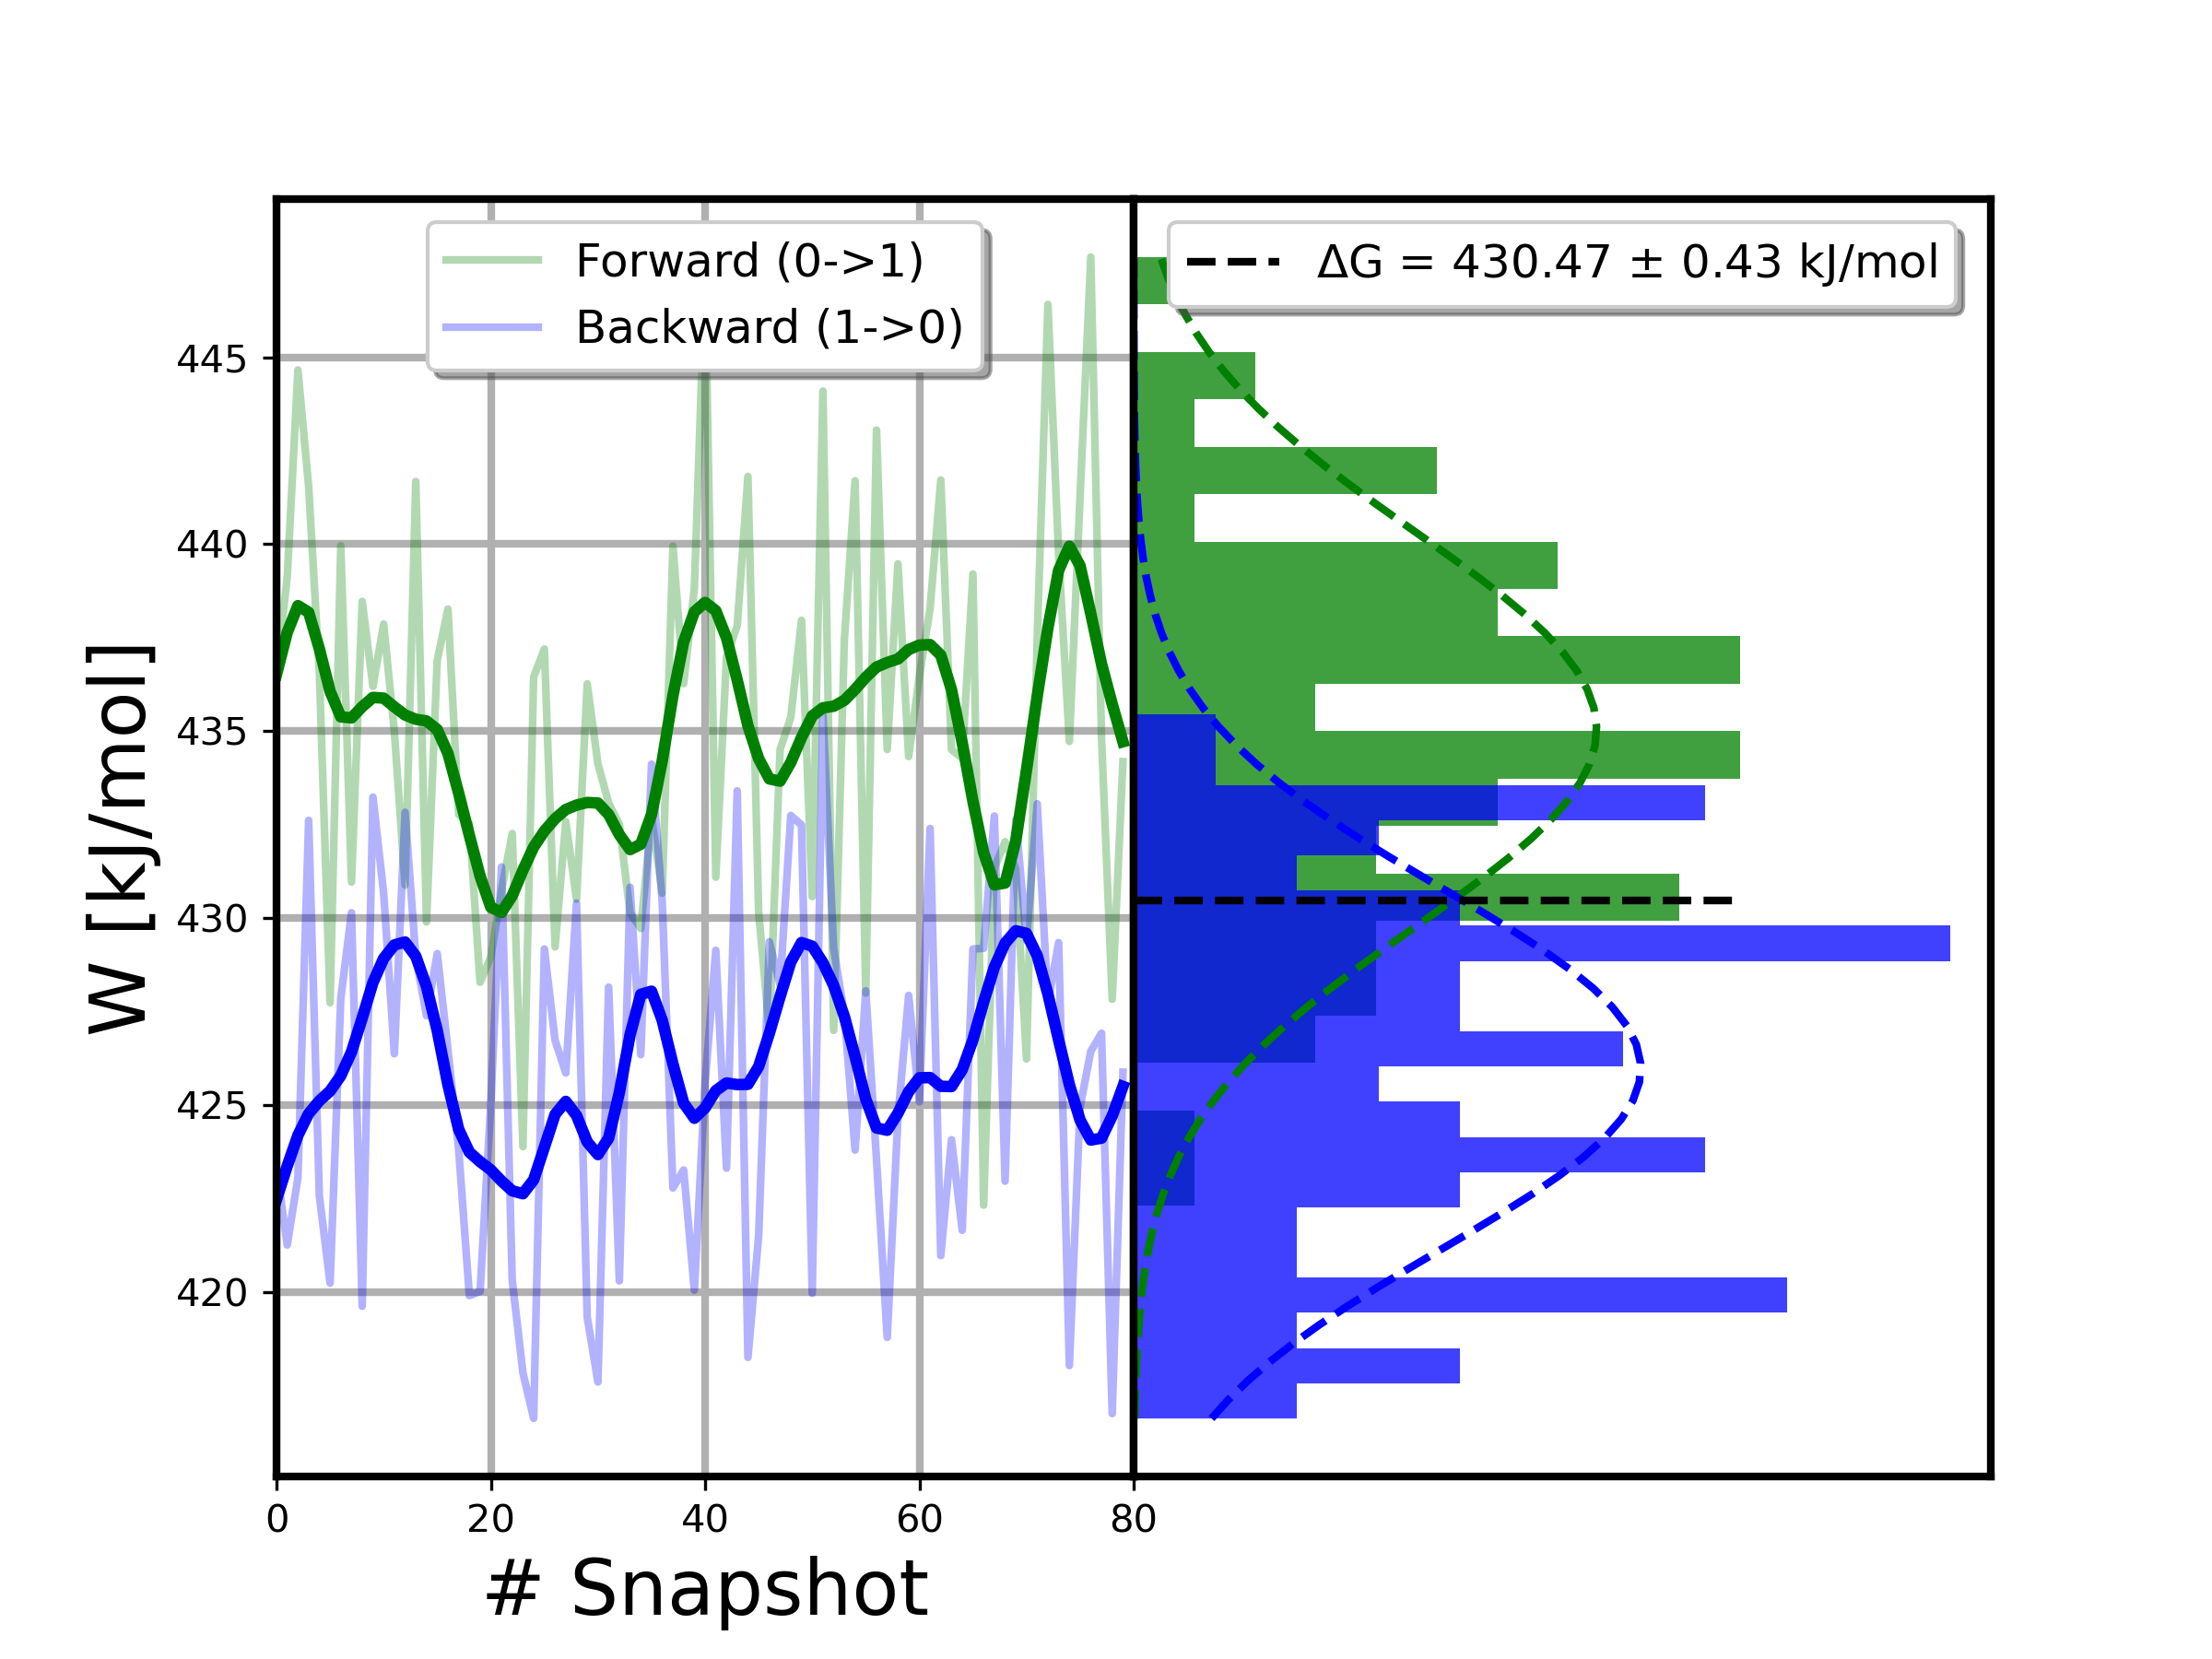 Forward (0->1)
Backward (1->0)
ΔG = 430.47 ± 0.43 kJ/mol
W [kJ/mol]
445
440
435
430
425
420
0 20 40 60 80
# Snapshot